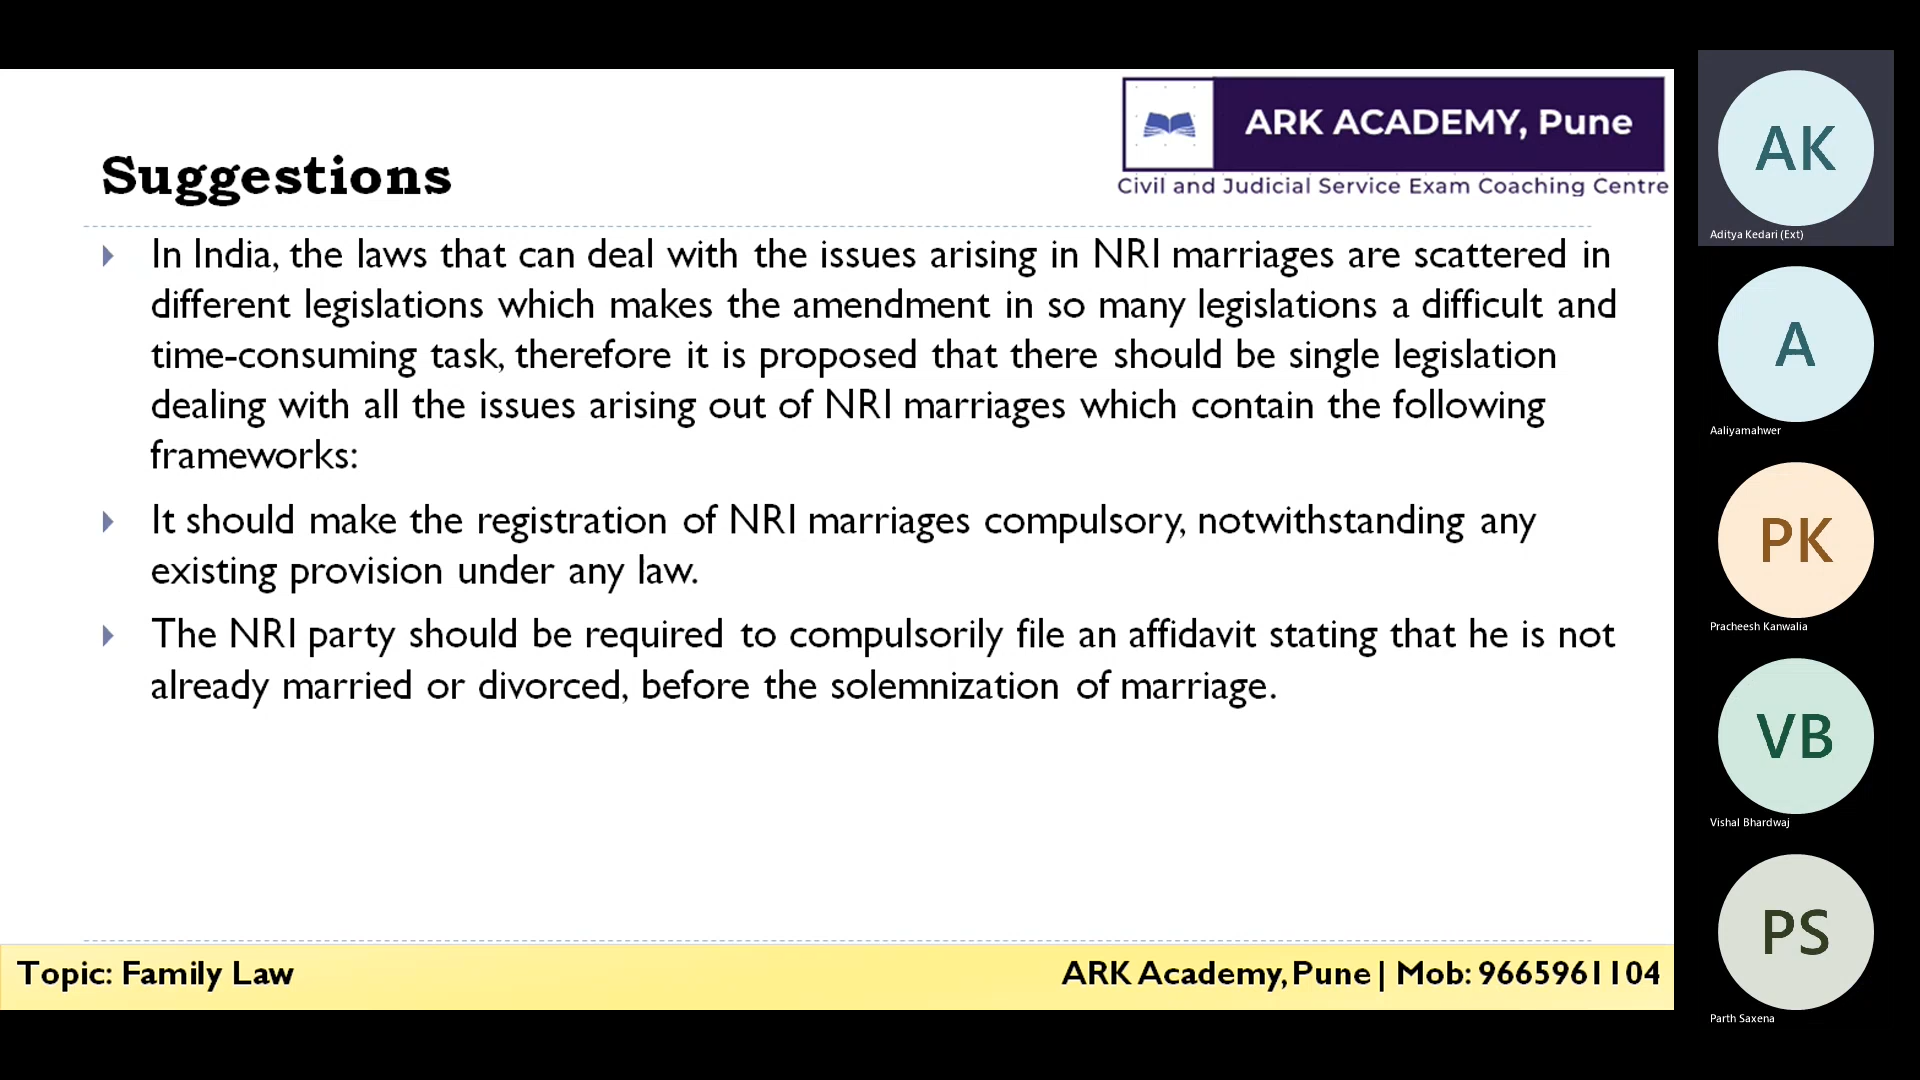 ARK ACADEMY, Pune
Civil and Judicial Service Exam Coaching Centre
Suggestions
In India, the laws that can deal with the issues arising in NRI marriages are scattered in
different legislations which makes the amendment in so many legislations a difficult and
time-consuming task, therefore it is proposed that there should be single legislation
dealing with all the issues arising out of NRI marriages which contain the following
frameworks:
It should make the registration of NRI marriages compulsory, notwithstanding any
existing provision under any law.
The NRI party should be required to compulsorily file an affidavit stating that he is not
already married or divorced, before the solemnization of marriage.
Topic: Family Law
ARK Academy, Pune | Mob: 9665961104
AK
Aditya Kedari (Ext)
A
Aaliyamahwer
PK
Pracheesh Kanwalia
VB
Vishal Bhardwaj
PS
Parth Saxena